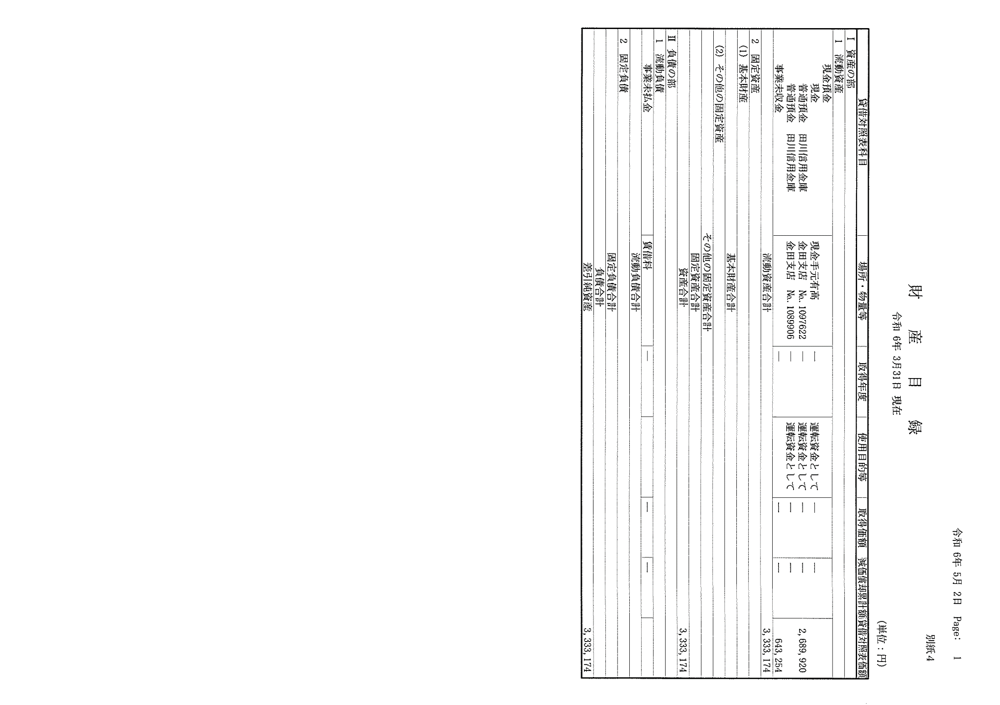 令和 6年 5月 2日 Page: 1
別紙4
財 産 目 録
令和 6年 3月31日 現在
(単位：円)
貸借対照表科目 場所・物量等 取得年度 使用目的等 取得価額 減価償却累計額 貸借対照表価額
Ⅰ 資産の部
1 流動資産
現金預金
現金 現金手元有高 ― 運転資金として ― ―
普通預金 田川信用金庫 金田支店 No.1097622 ― 運転資金として ― ― 2,689,920
普通預金 田川信用金庫 金田支店 No.1089906 ― 運転資金として ― ―
事業未収金 ― ― ― 643,254
流動資産合計 3,333,174
2 固定資産
(1) 基本財産
基本財産合計
(2) その他の固定資産
その他の固定資産合計
固定資産合計
資産合計 3,333,174
Ⅱ 負債の部
1 流動負債
事業未払金 賃借料 ― ― ―
流動負債合計
2 固定負債
固定負債合計
負債合計
差引純資産 3,333,174